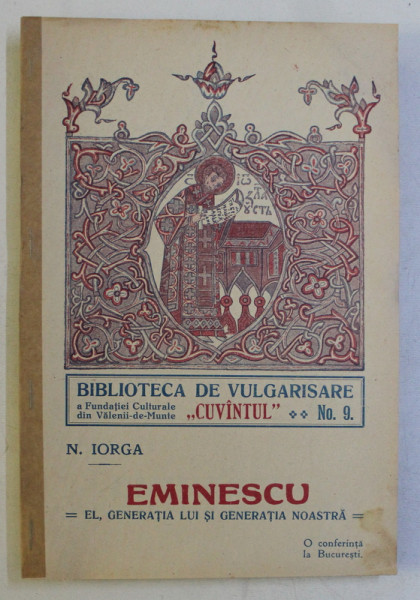 BIBLIOTECA DE VULGARISARE
a Fundației Culturale
din Vălenii-de-Munte „CUVÎNTUL” No. 9.
N. IORGA
EMINESCU
= EL, GENERAȚIA LUI ȘI GENERAȚIA NOASTRĂ =
O conferință
la București.